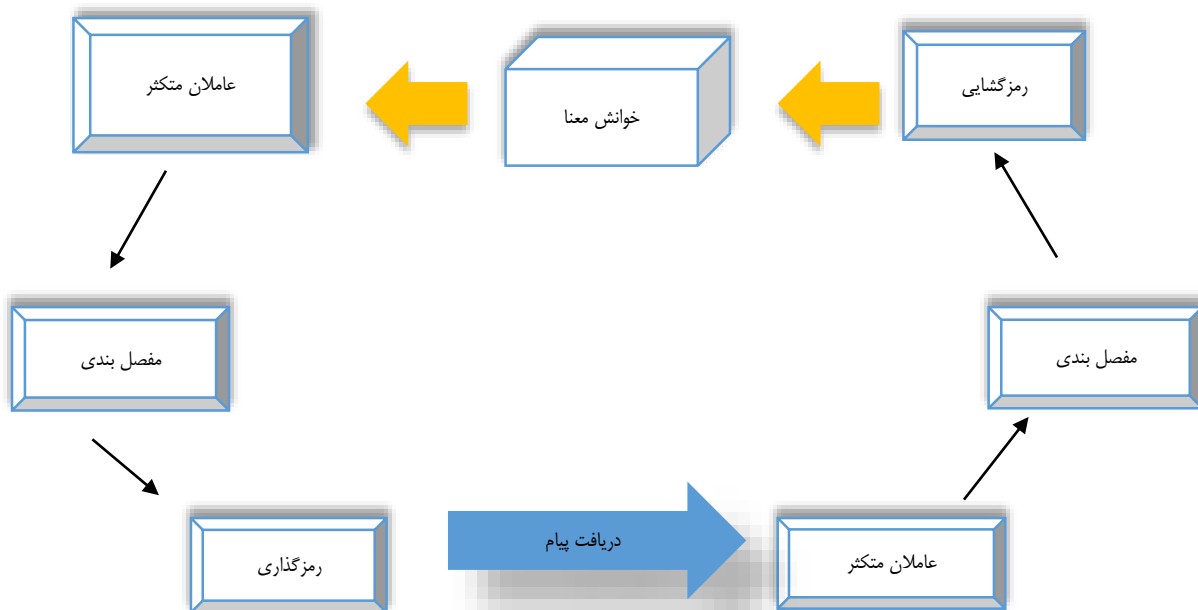 رمزگشایی
خوانش معنا
عاملان متکثر
مفصل بندی
مفصل بندی
دریافت پیام
عاملان متکثر
رمزگذاری